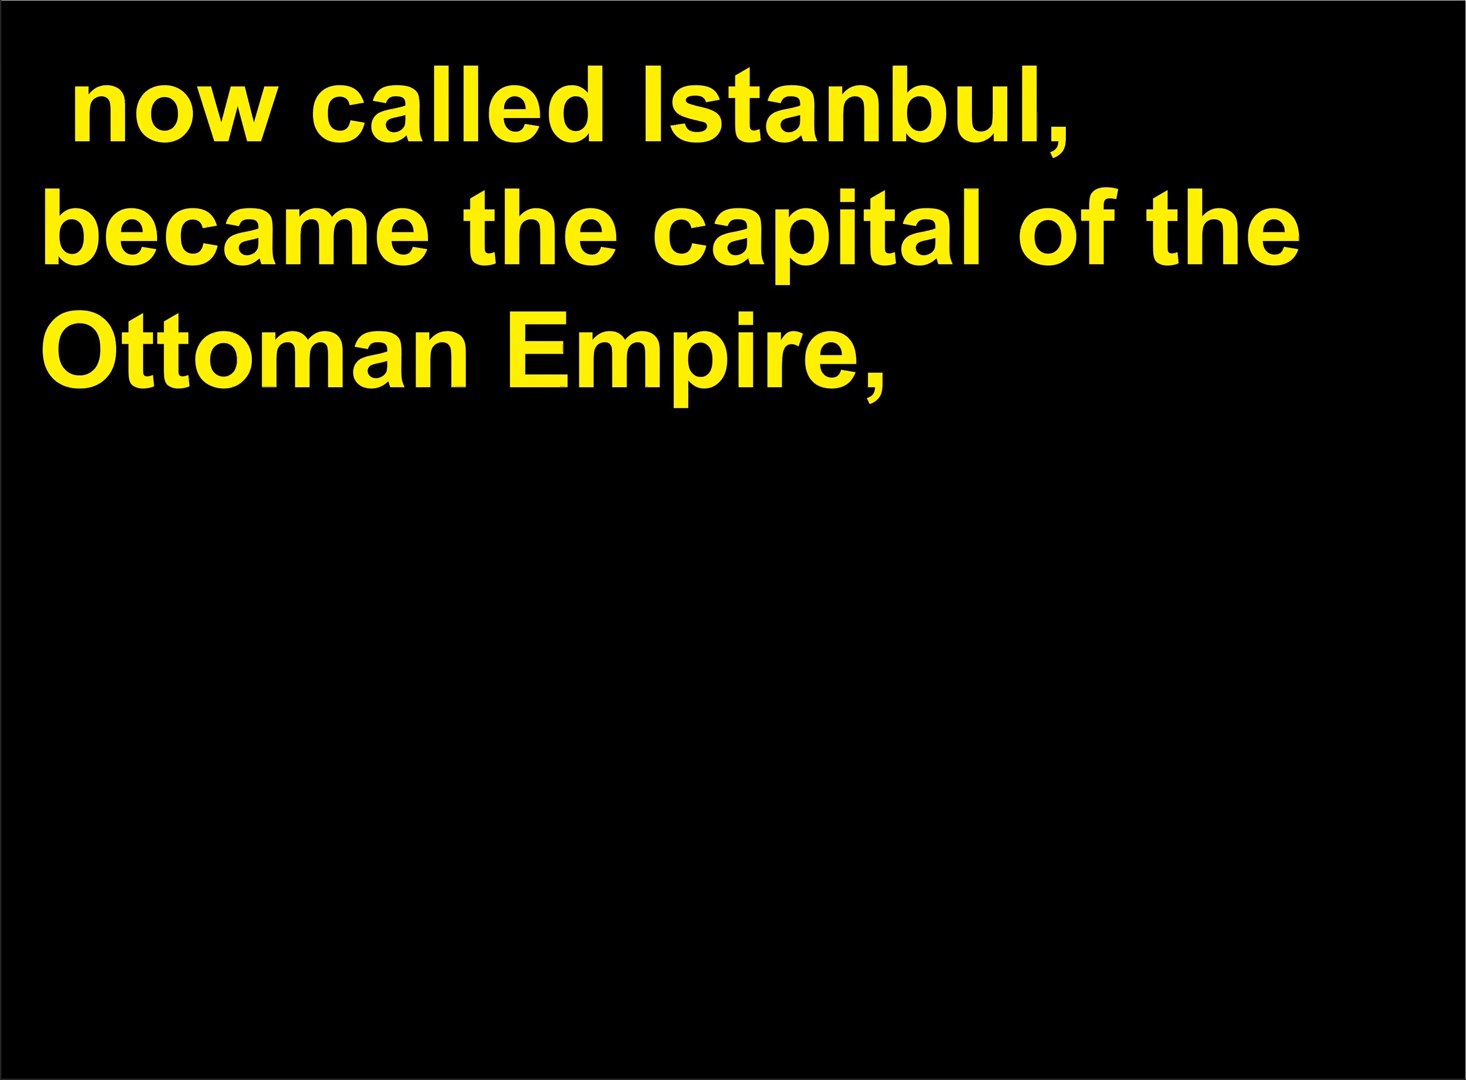 now called Istanbul,
became the capital of the
Ottoman Empire,